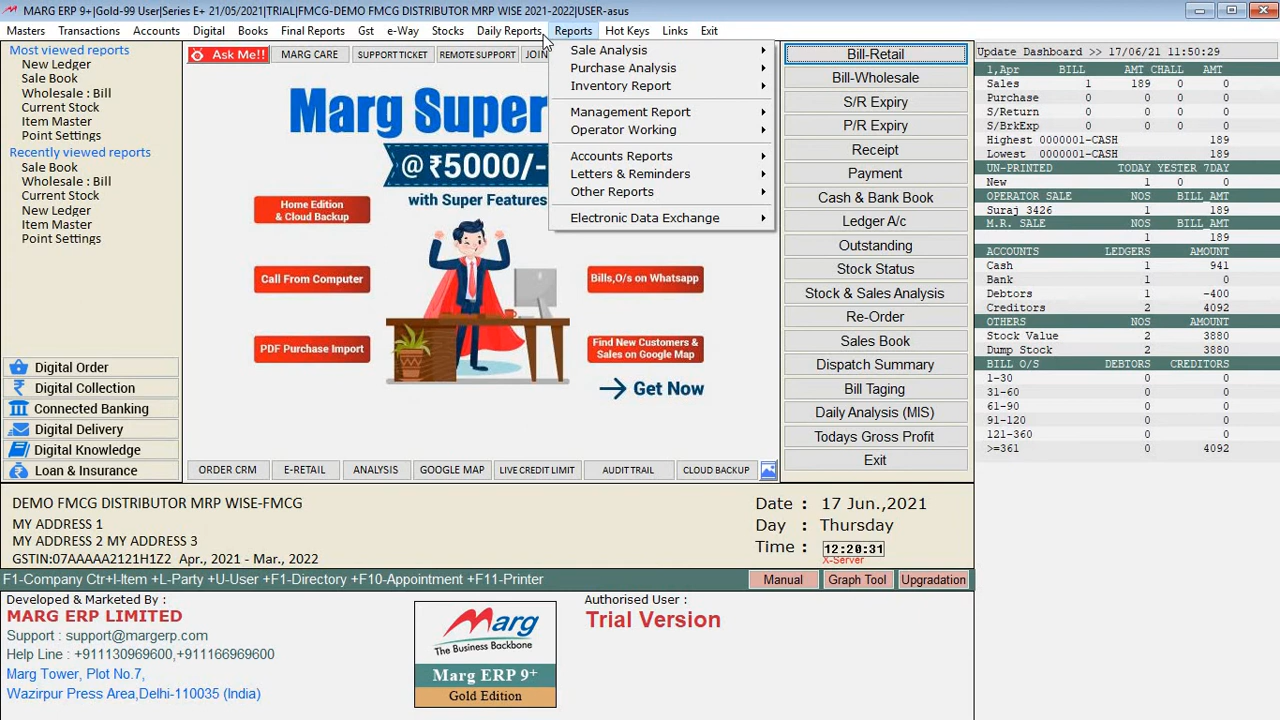 MARG ERP 9+|Gold-99 User|Series E+ 21/05/2021|TRIAL|FMCG-DEMO FMCG DISTRIBUTOR MRP WISE 2021-2022|USER-asus
Masters Transactions Accounts Digital Books Final Reports Gst e-Way Stocks Daily Reports Reports Hot Keys Links Exit
Most viewed reports
New Ledger
Sale Book
Wholesale : Bill
Current Stock
Item Master
Point Settings
Recently viewed reports
Sale Book
Wholesale : Bill
Current Stock
New Ledger
Item Master
Point Settings
Digital Order
Digital Collection
Connected Banking
Digital Delivery
Digital Knowledge
Loan & Insurance
Ask Me!! MARG CARE SUPPORT TICKET REMOTE SUPPORT JOIN
Marg Super
@ ₹5000/-
with Super Features
Home Edition
& Cloud Backup
Call From Computer
PDF Purchase Import
Bills,O/s on Whatsapp
Find New Customers &
Sales on Google Map
Get Now
Sale Analysis
Purchase Analysis
Inventory Report
Management Report
Operator Working
Accounts Reports
Letters & Reminders
Other Reports
Electronic Data Exchange
ORDER CRM E-RETAIL ANALYSIS GOOGLE MAP LIVE CREDIT LIMIT AUDIT TRAIL CLOUD BACKUP
Bill-Retail
Bill-Wholesale
S/R Expiry
P/R Expiry
Receipt
Payment
Cash & Bank Book
Ledger A/c
Outstanding
Stock Status
Stock & Sales Analysis
Re-Order
Sales Book
Dispatch Summary
Bill Taging
Daily Analysis (MIS)
Todays Gross Profit
Exit
Update Dashboard >> 17/06/21 11:50:29
1,Apr BILL AMT CHALL AMT
Sales 1 189 0 0
Purchase 0 0 0 0
S/Return 0 0 0 0
S/BrkExp 0 0 0 0
Highest 0000001-CASH 189
Lowest 0000001-CASH 189
UN-PRINTED TODAY YESTER 7DAY
New 1 0 0
OPERATOR SALE NOS BILL_AMT
Suraj 3426 1 189
M.R. SALE NOS BILL_AMT
1 189
ACCOUNTS LEDGERS AMOUNT
Cash 1 941
Bank 1 0
Debtors 1 -400
Creditors 2 4092
OTHERS NOS AMOUNT
Stock Value 2 3880
Dump Stock 2 3880
BILL O/S DEBTORS CREDITORS
1-30 0 0
31-60 0 0
61-90 0 0
91-120 0 0
121-360 0 0
>=361 0 4092
DEMO FMCG DISTRIBUTOR MRP WISE-FMCG
MY ADDRESS 1
MY ADDRESS 2 MY ADDRESS 3
GSTIN:07AAAAA2121H1Z2 Apr., 2021 - Mar., 2022
Date : 17 Jun.,2021
Day : Thursday
Time : 12:20:31
X-Server
F1-Company Ctr+I-Item +L-Party +U-User +F1-Directory +F10-Appointment +F11-Printer
Manual Graph Tool Upgradation
Developed & Marketed By :
MARG ERP LIMITED
Support : support@margerp.com
Help Line : +911130969600,+911166969600
Marg Tower, Plot No.7,
Wazirpur Press Area,Delhi-110035 (India)
Marg
The Business Backbone
Marg ERP 9+
Gold Edition
Authorised User :
Trial Version